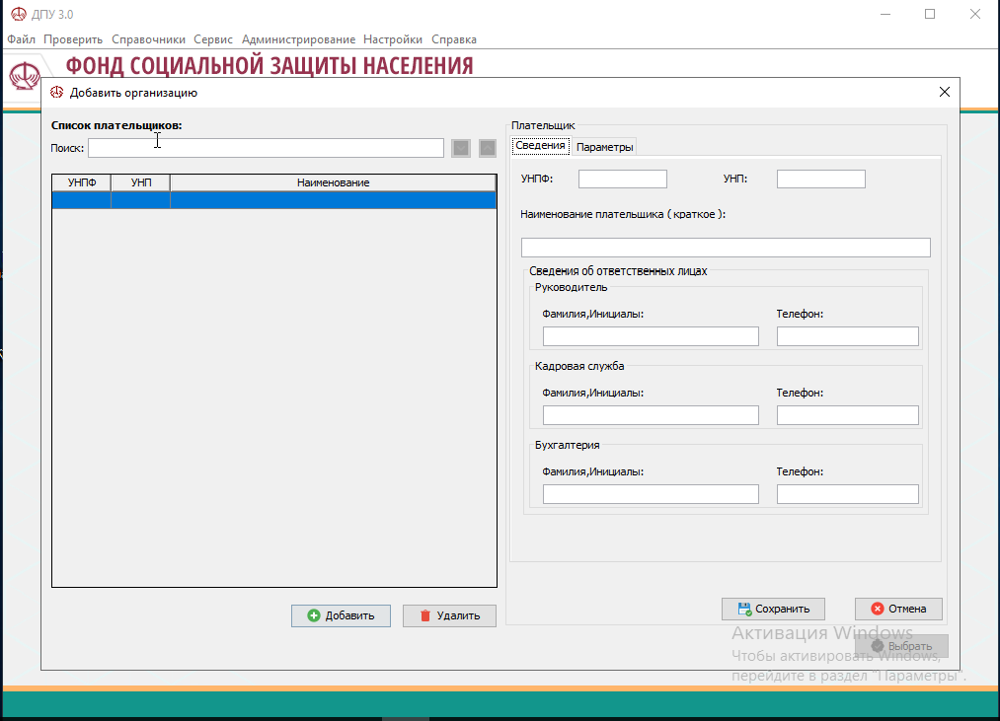 ДПУ 3.0
Файл Проверить Справочники Сервис Администрирование Настройки Справка
ФОНД СОЦИАЛЬНОЙ ЗАЩИТЫ НАСЕЛЕНИЯ
Добавить организацию
Список плательщиков:
Поиск:
УНПФ УНП Наименование
Добавить Удалить
Плательщик
Сведения Параметры
УНПФ: УНП:
Наименование плательшика ( краткое ):
Сведения об ответственных лицах
Руководитель
Фамилия,Инициалы: Телефон:
Кадровая служба
Фамилия,Инициалы: Телефон:
Бухгалтерия
Фамилия,Инициалы: Телефон:
Сохранить Отмена
Выбрать
Активация Windows
Чтобы активировать Windows,
перейдите в раздел "Параметры".